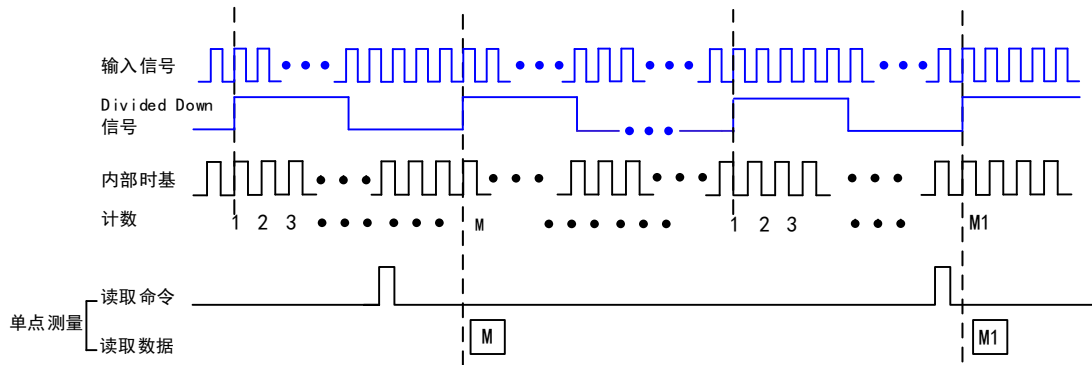 输入信号
Divided Down
信号
内部时基
计数
1 2 3 M 1 2 3 M1
单点测量
读取命令
读取数据
M M1